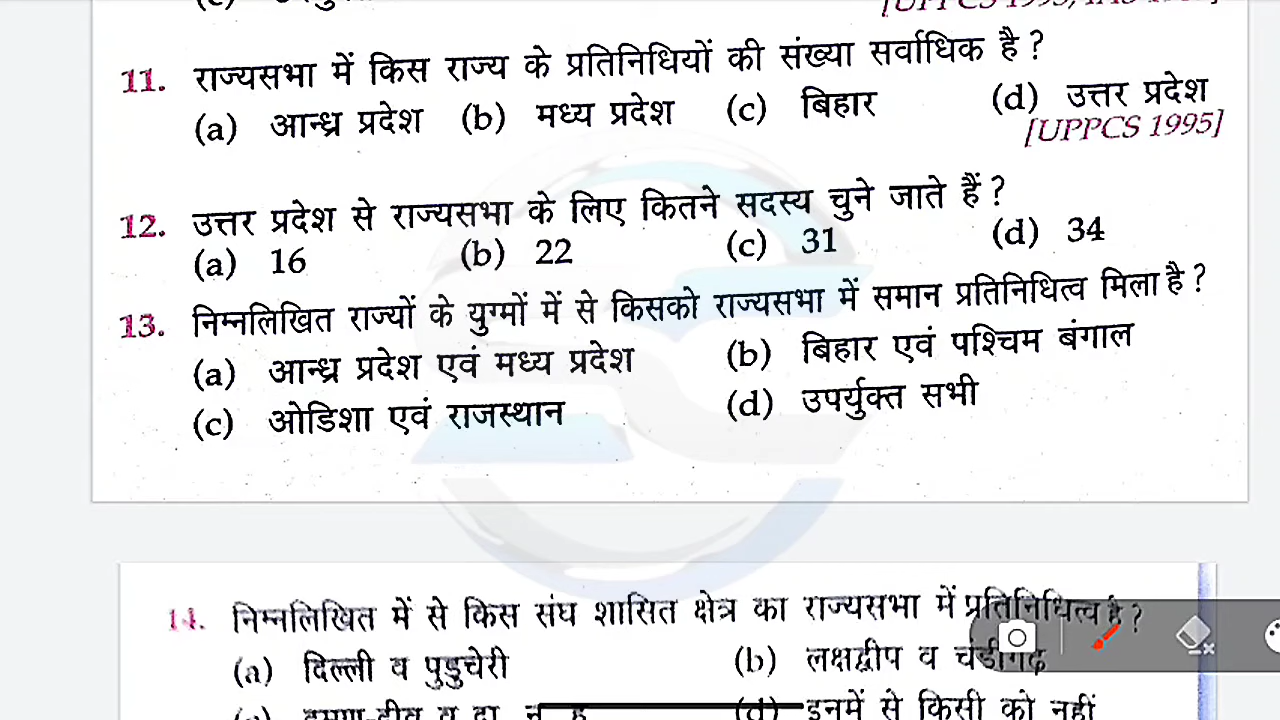 11. राज्यसभा में किस राज्य के प्रतिनिधियों की संख्या सर्वाधिक है ?
(a) आन्ध्र प्रदेश (b) मध्य प्रदेश (c) बिहार (d) उत्तर प्रदेश
[UPPCS 1995]
12. उत्तर प्रदेश से राज्यसभा के लिए कितने सदस्य चुने जाते हैं ?
(a) 16 (b) 22 (c) 31 (d) 34
13. निम्नलिखित राज्यों के युग्मों में से किसको राज्यसभा में समान प्रतिनिधित्व मिला है ?
(a) आन्ध्र प्रदेश एवं मध्य प्रदेश (b) बिहार एवं पश्चिम बंगाल
(c) ओडिशा एवं राजस्थान (d) उपर्युक्त सभी
14. निम्नलिखित में से किस संघ शासित क्षेत्र का राज्यसभा में प्रतिनिधित्व है ?
(a) दिल्ली व पुडुचेरी (b) लक्षद्वीप व चंडीगढ़
(d) इनमें से किसी को नहीं